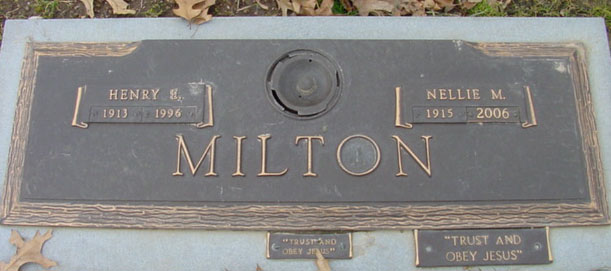 HENRY
1913 1996
NELLIE M.
1915 2006
MILTON
"TRUST AND
OBEY JESUS"
"TRUST AND
OBEY JESUS"